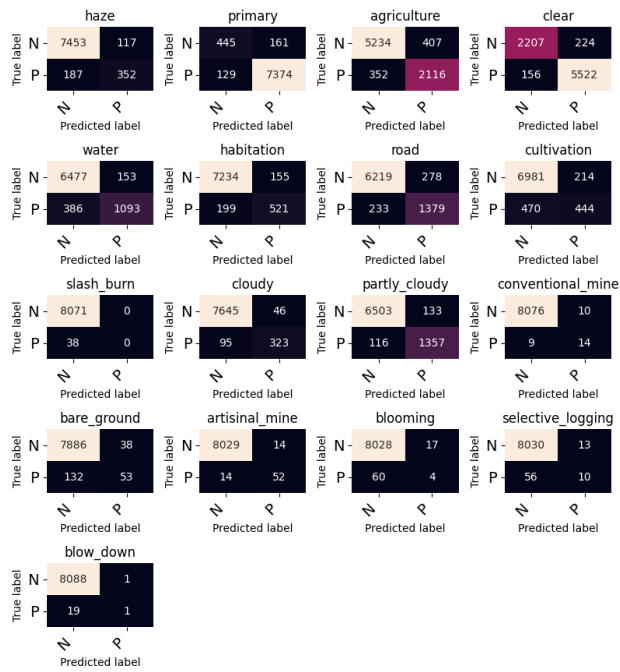 haze primary agriculture clear
True label N 7453 117 True label N 445 161 True label N 5234 407 True label N 2207 224
P 187 352 P 129 7374 P 352 2116 P 156 5522
N P N P N P N P
Predicted label Predicted label Predicted label Predicted label
water habitation road cultivation
True label N 6477 153 True label N 7234 155 True label N 6219 278 True label N 6981 214
P 386 1093 P 199 521 P 233 1379 P 470 444
N P N P N P N P
Predicted label Predicted label Predicted label Predicted label
slash_burn cloudy partly_cloudy conventional_mine
True label N 8071 0 True label N 7645 46 True label N 6503 133 True label N 8076 10
P 38 0 P 95 323 P 116 1357 P 9 14
N P N P N P N P
Predicted label Predicted label Predicted label Predicted label
bare_ground artisinal_mine blooming selective_logging
True label N 7886 38 True label N 8029 14 True label N 8028 17 True label N 8030 13
P 132 53 P 14 52 P 60 4 P 56 10
N P N P N P N P
Predicted label Predicted label Predicted label Predicted label
blow_down
True label N 8088 1
P 19 1
N P
Predicted label